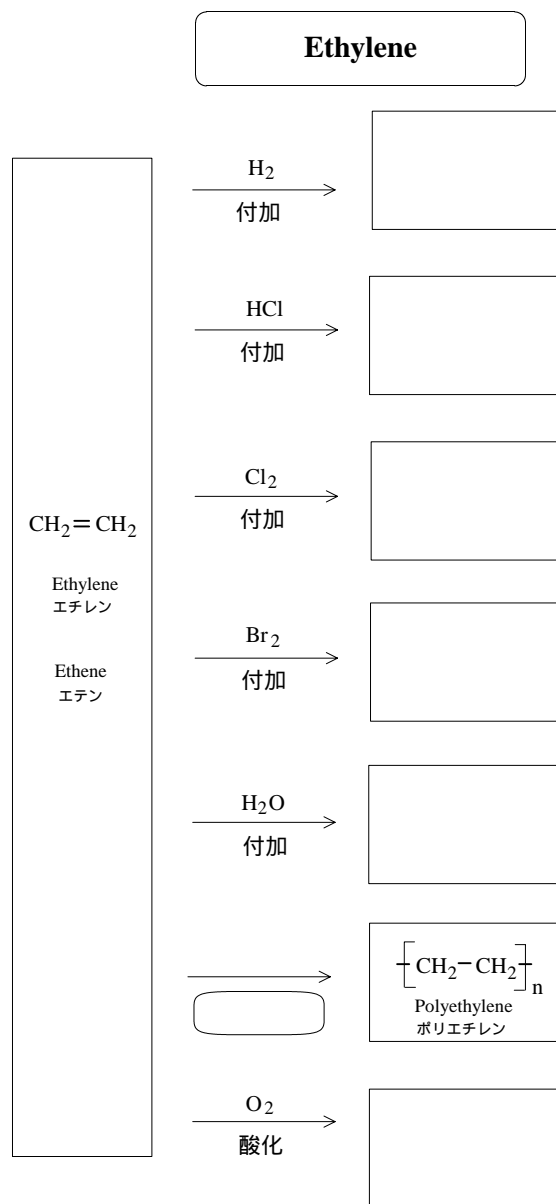 Ethylene
H2
付加
HCl
付加
Cl2
付加
CH2=CH2
Ethylene
エチレン
Ethene
エテン
Br2
付加
H2O
付加
[CH2-CH2]n
Polyethylene
ポリエチレン
O2
酸化